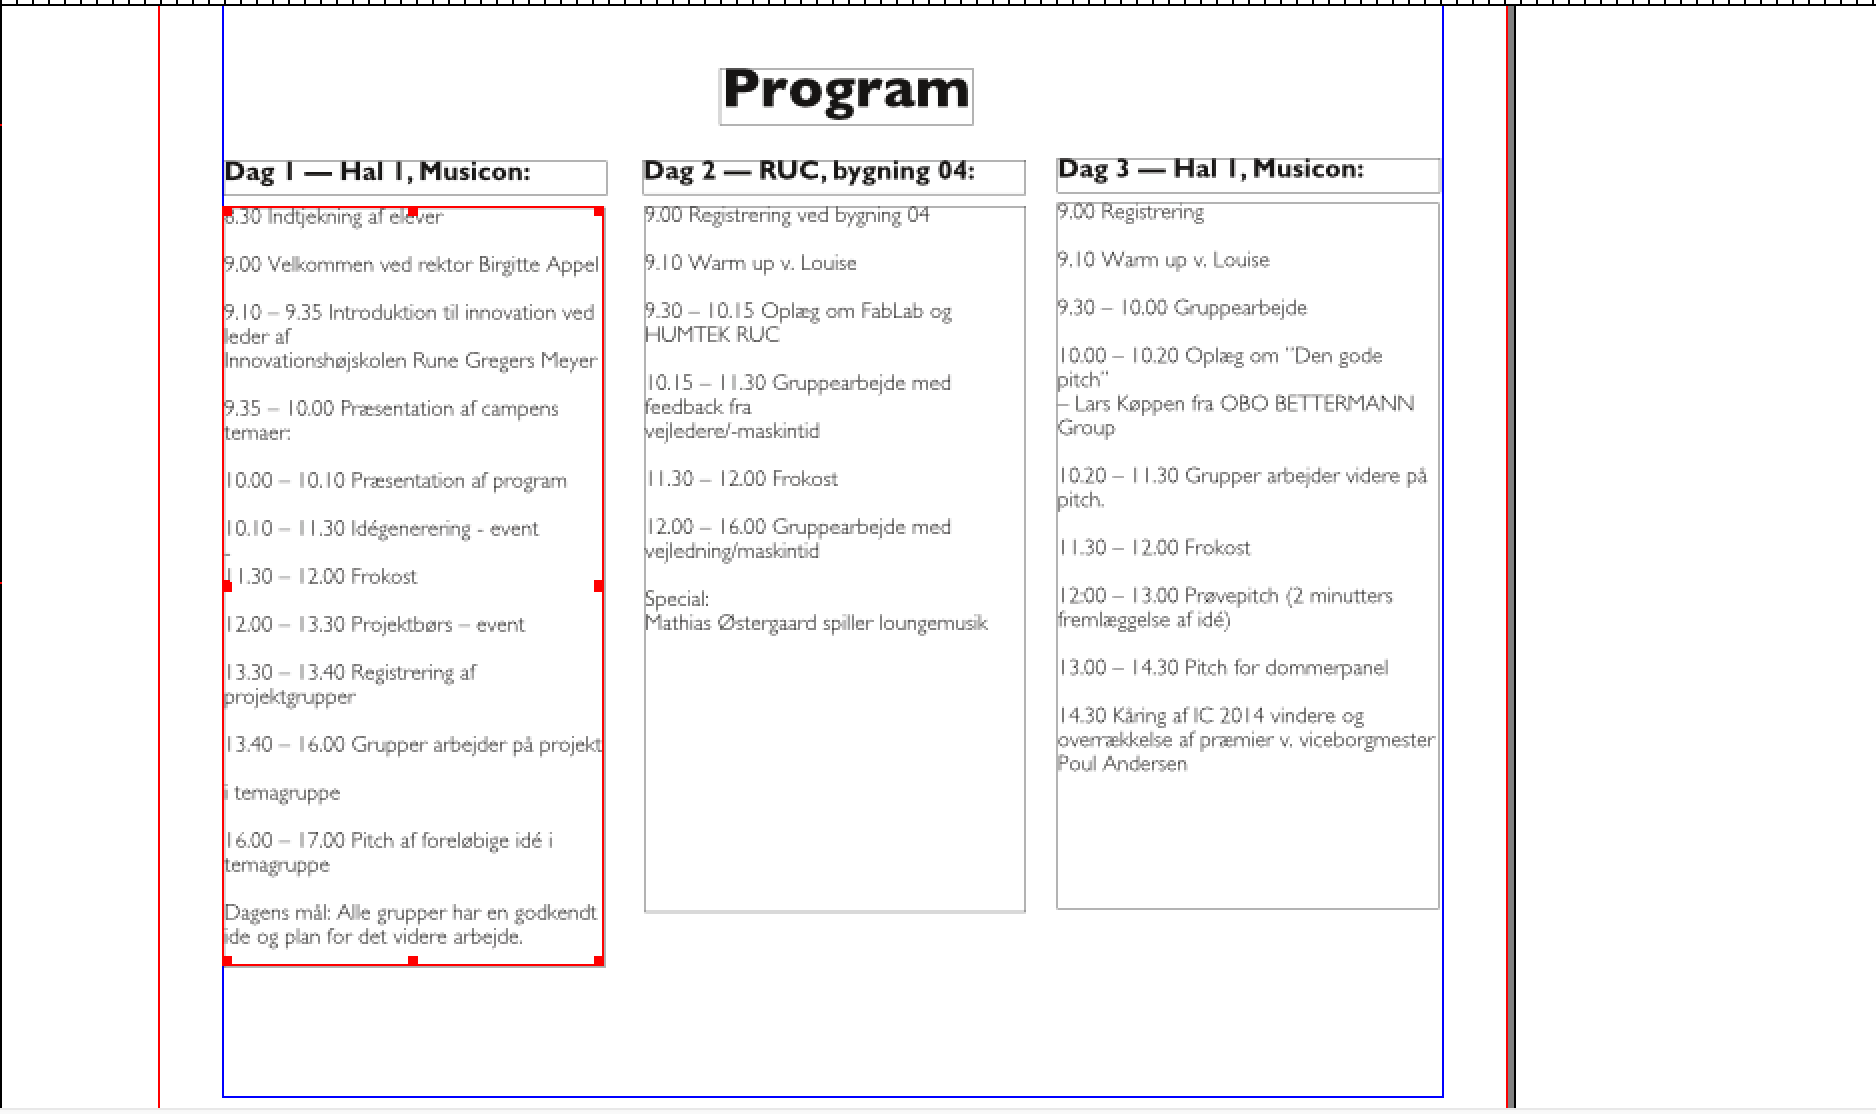 Program
Dag 1 — Hal 1, Musicon:
8.30 Indtjekning af elever
9.00 Velkommen ved rektor Birgitte Appel
9.10 – 9.35 Introduktion til innovation ved
leder af
Innovationshøjskolen Rune Gregers Meyer
9.35 – 10.00 Præsentation af campens
temaer:
10.00 – 10.10 Præsentation af program
10.10 – 11.30 Idégenerering - event
-
11.30 – 12.00 Frokost
12.00 – 13.30 Projektbørs – event
13.30 – 13.40 Registrering af
projektgrupper
13.40 – 16.00 Grupper arbejder på projekt
i temagruppe
16.00 – 17.00 Pitch af foreløbige idé i
temagruppe
Dagens mål: Alle grupper har en godkendt
ide og plan for det videre arbejde.
Dag 2 — RUC, bygning 04:
9.00 Registrering ved bygning 04
9.10 Warm up v. Louise
9.30 – 10.15 Oplæg om FabLab og
HUMTEK RUC
10.15 – 11.30 Gruppearbejde med
feedback fra
vejledere/-maskintid
11.30 – 12.00 Frokost
12.00 – 16.00 Gruppearbejde med
vejledning/maskintid
Special:
Mathias Østergaard spiller loungemusik
Dag 3 — Hal 1, Musicon:
9.00 Registrering
9.10 Warm up v. Louise
9.30 – 10.00 Gruppearbejde
10.00 – 10.20 Oplæg om ”Den gode
pitch”
– Lars Køppen fra OBO BETTERMANN
Group
10.20 – 11.30 Grupper arbejder videre på
pitch.
11.30 – 12.00 Frokost
12:00 – 13.00 Prøvepitch (2 minutters
fremlæggelse af idé)
13.00 – 14.30 Pitch for dommerpanel
14.30 Kåring af IC 2014 vindere og
overrækkelse af præmier v. viceborgmester
Poul Andersen